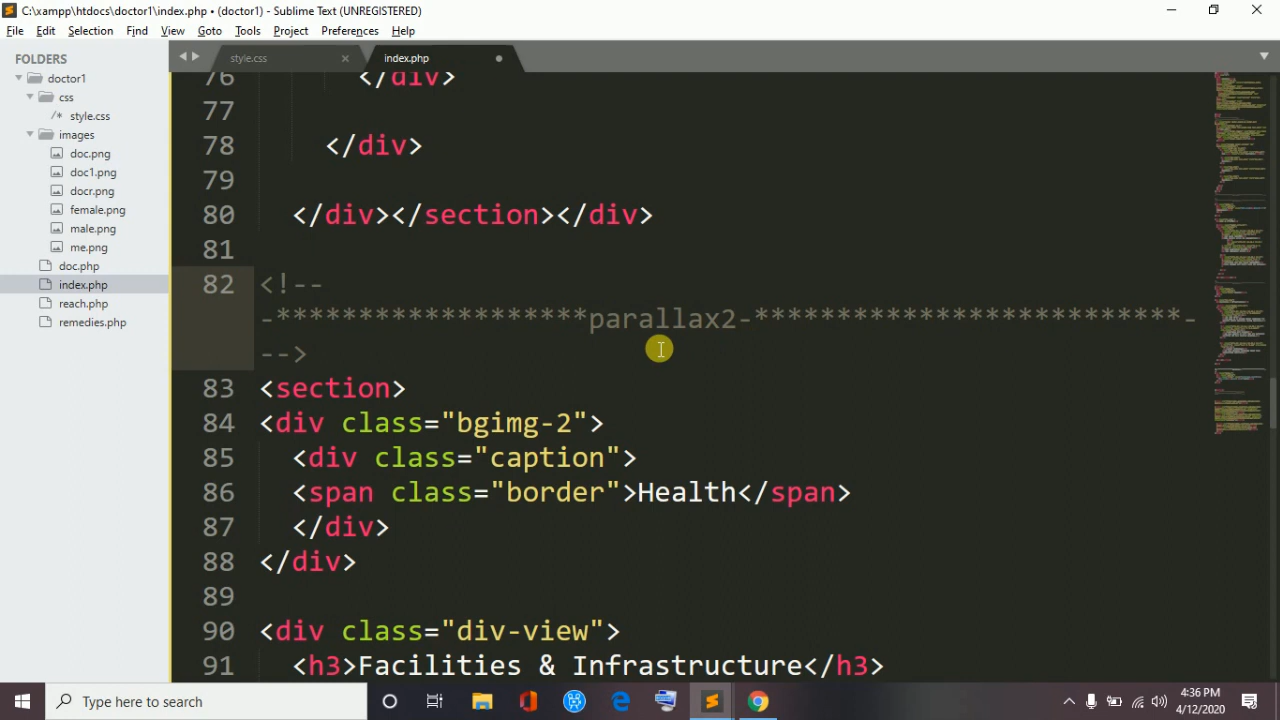 C:\xampp\htdocs\doctor1\index.php • (doctor1) - Sublime Text (UNREGISTERED)
File Edit Selection Find View Goto Tools Project Preferences Help
FOLDERS
doctor1
css
/* style.css
images
doc.png
doc1.png
docr.png
female.png
male.png
me.png
doc.php
index.php
reach.php
remedies.php
style.css
index.php
76 </div>
77
78 </div>
79
80 </div></section></div>
81
82 <!--
-*******************parallax2-**************************-
-->
83 <section>
84 <div class="bgimg-2">
85 <div class="caption">
86 <span class="border">Health</span>
87 </div>
88 </div>
89
90 <div class="div-view">
91 <h3>Facilities & Infrastructure</h3>
Type here to search
4:36 PM
4/12/2020